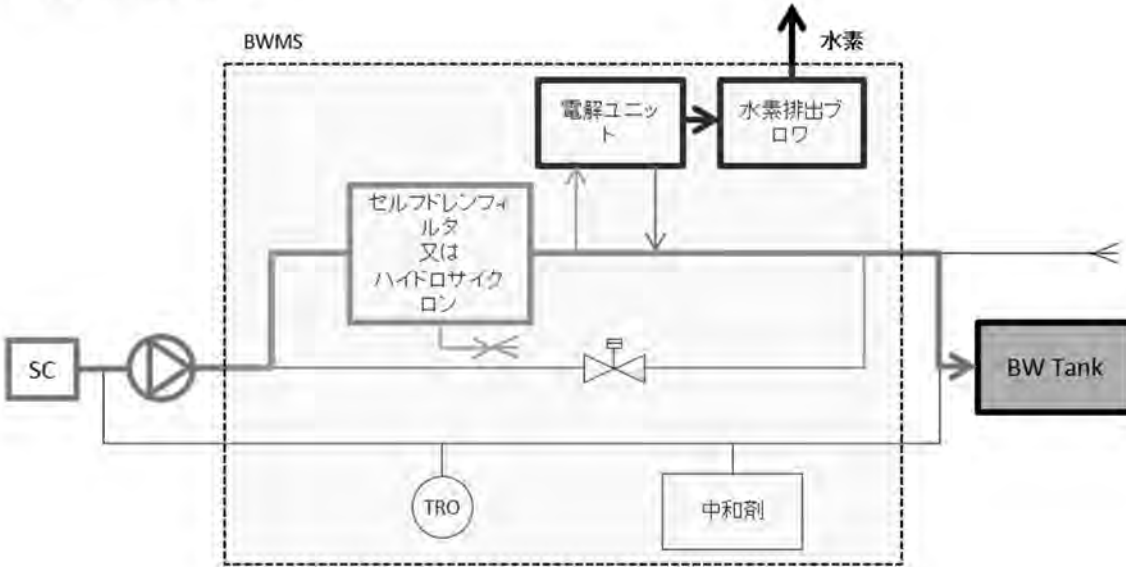 BWMS
水素
電解ユニッ
ト
水素排出ブ
ロワ
セルフドレンフィ
ルタ
又は
ハイドロサイク
ロン
SC
BW Tank
TRO
中和剤